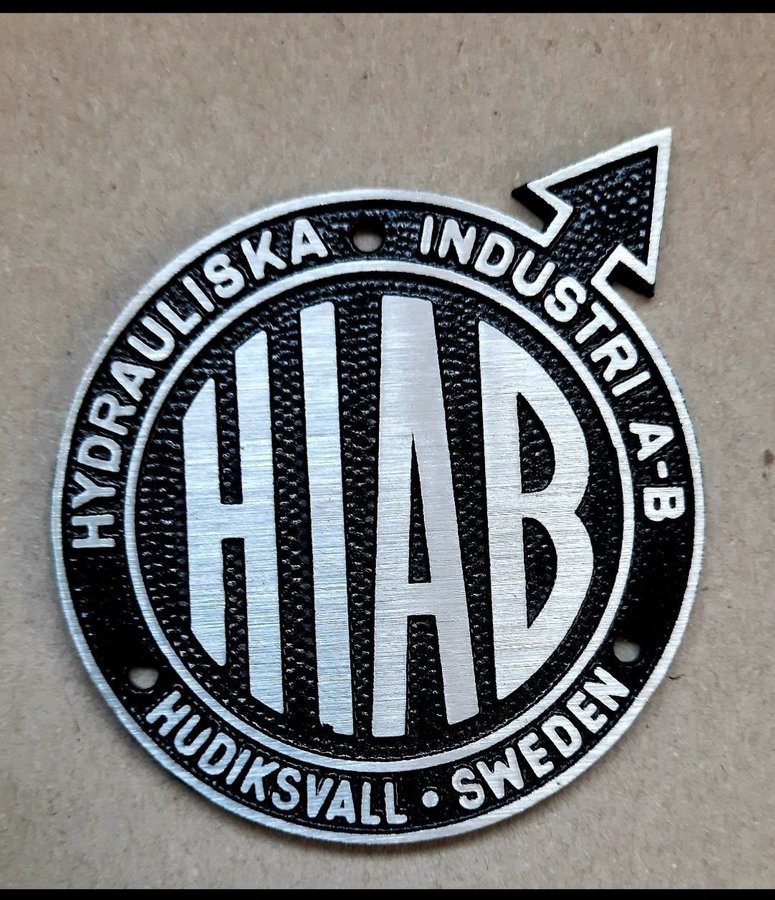 HYDRAULISKA INDUSTRI A-B
HIAB
HUDIKSVALL • SWEDEN